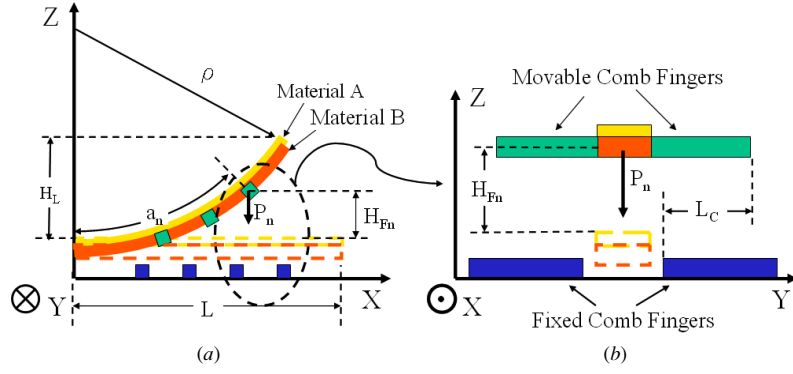 Z
ρ
Material A
Material B
H_L
a_n
P_n
H_Fn
Y
L
X
(a)
Z
Movable Comb Fingers
P_n
H_Fn
L_C
X
Y
Fixed Comb Fingers
(b)